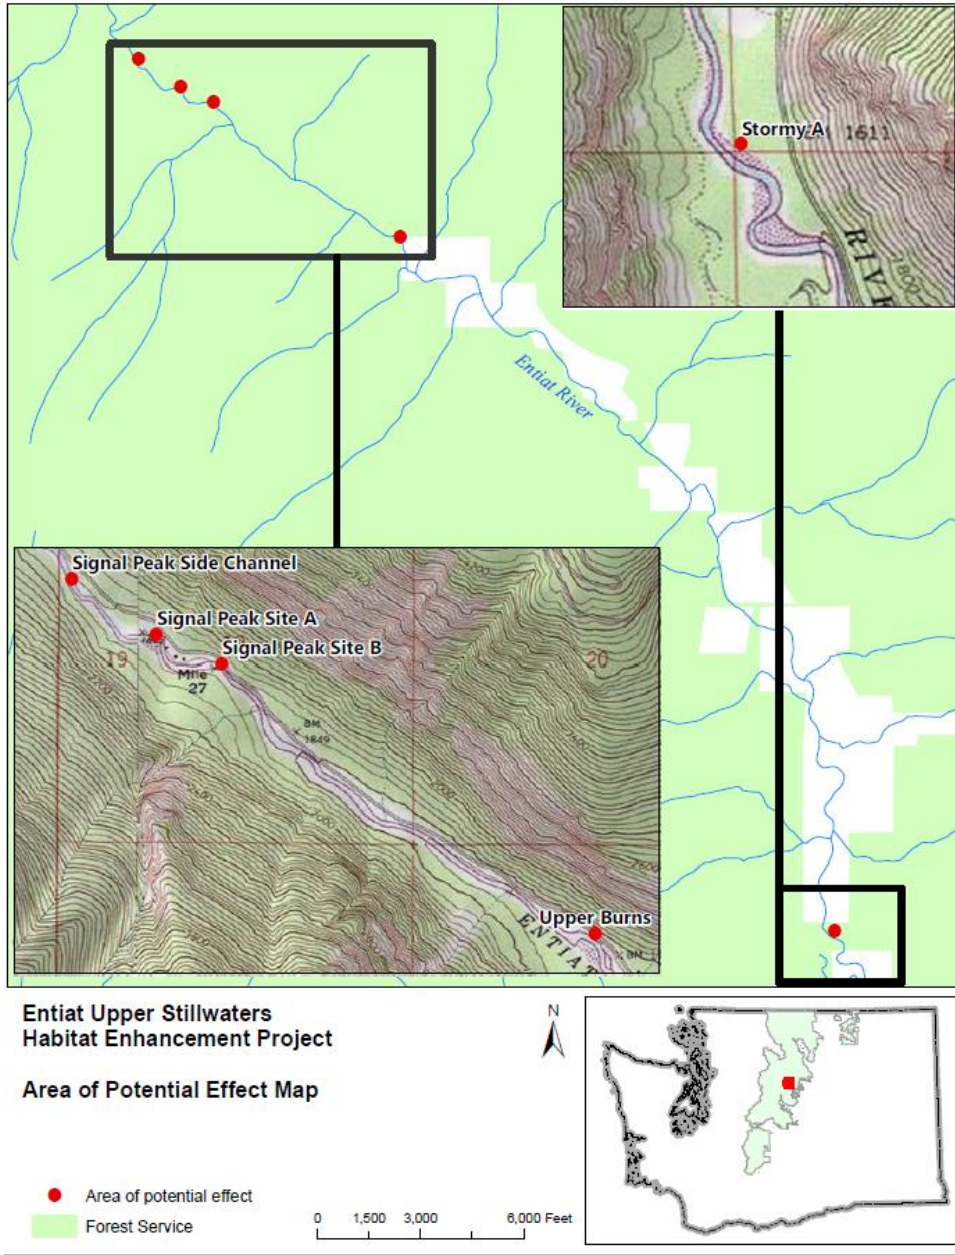 Stormy A
1611
RIVE
1800
Entiat River
Signal Peak Side Channel
Signal Peak Site A
Signal Peak Site B
19
20
Mile
27
BM
1849
Upper Burns
ENTIAT
BM
Entiat Upper Stillwaters
Habitat Enhancement Project
N
Area of Potential Effect Map
Area of potential effect
Forest Service
0 1,500 3,000 6,000 Feet